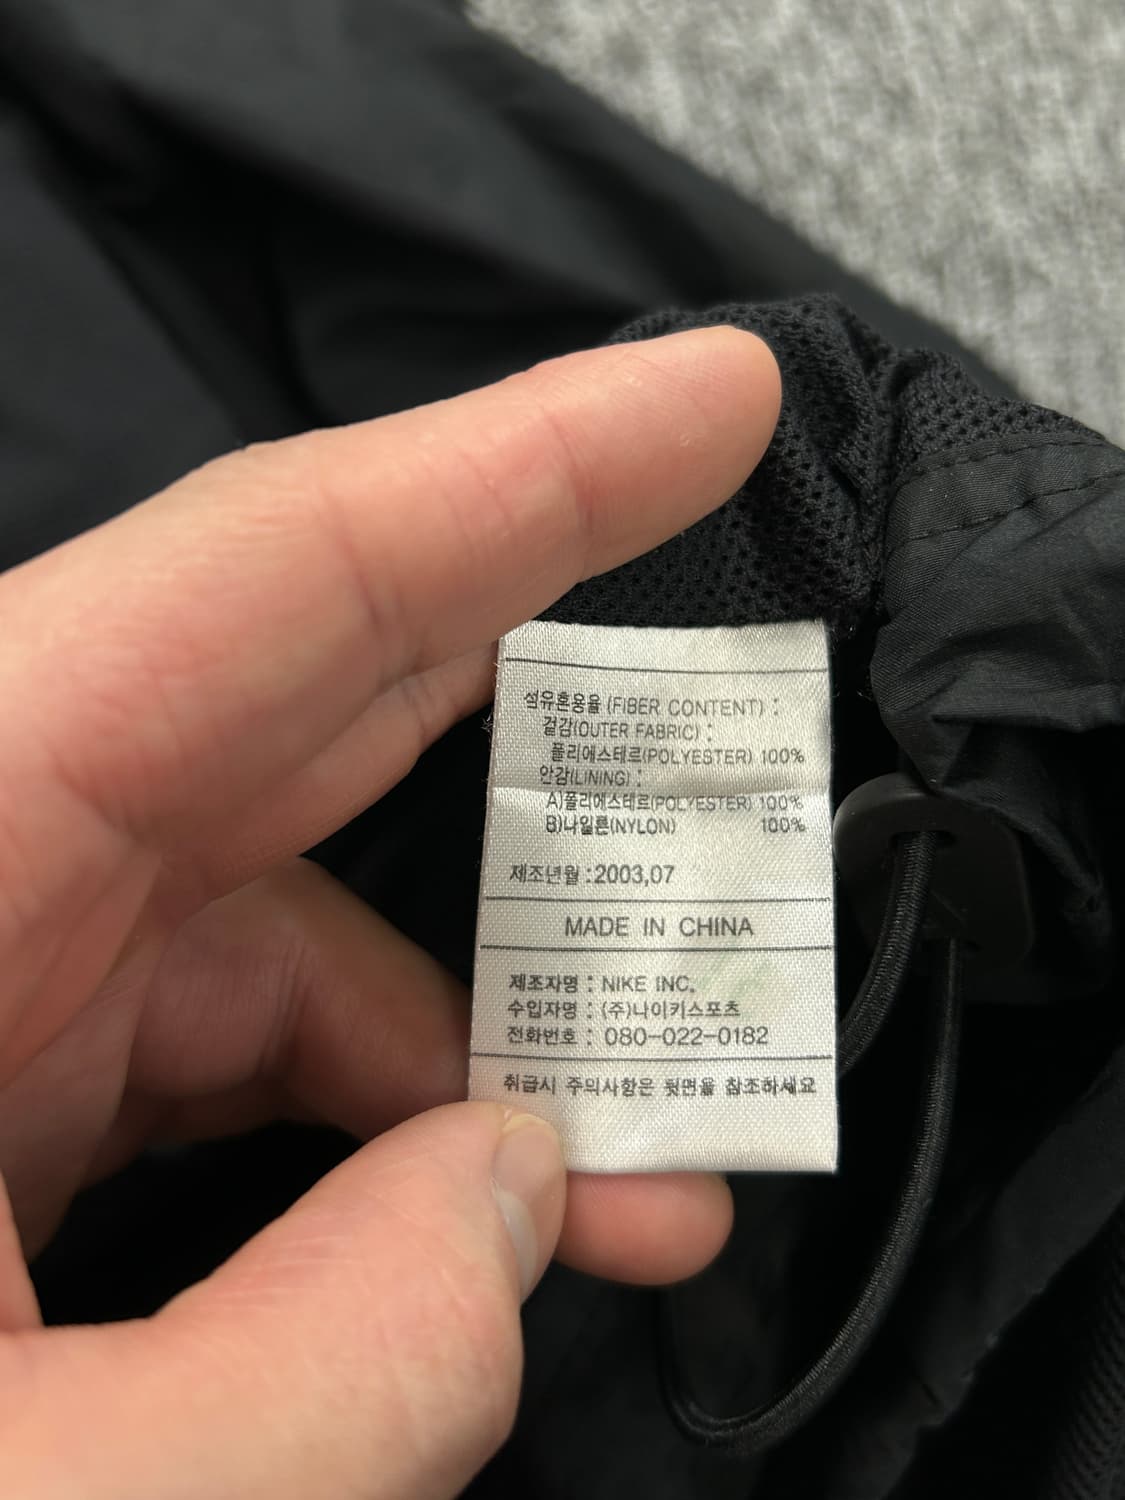 섬유혼용율 (FIBER CONTENT) :
겉감(OUTER FABRIC) :
폴리에스테르(POLYESTER) 100%
안감(LINING) :
A)폴리에스테르(POLYESTER) 100%
B)나일론(NYLON) 100%
제조년월 :2003,07
MADE IN CHINA
제조자명 : NIKE INC.
수입자명 : (주)나이키스포츠
전화번호 : 080-022-0182
취급시 주의사항은 뒷면을 참조하세요